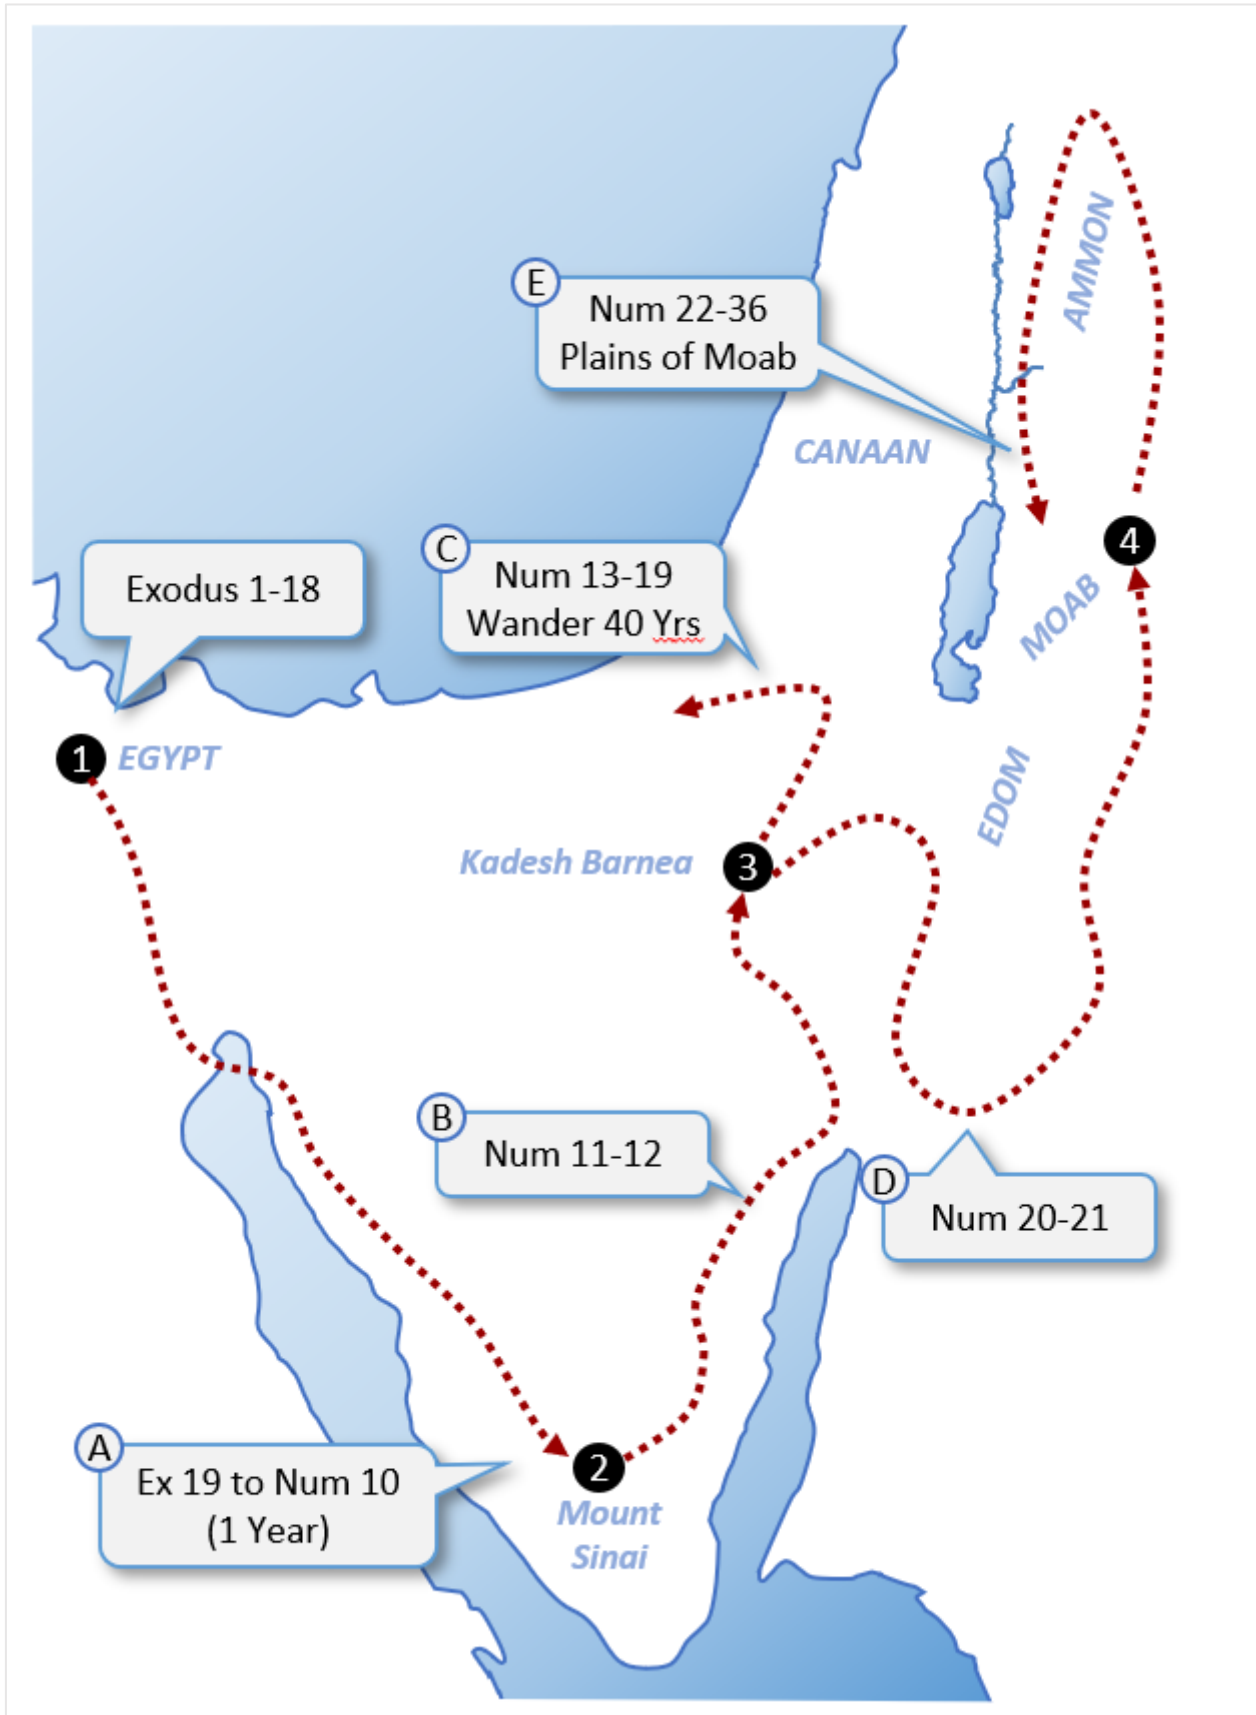 AMMON
E
Num 22-36
Plains of Moab
CANAAN
4
C
Num 13-19
Wander 40 Yrs
Exodus 1-18
MOAB
1
EGYPT
EDOM
Kadesh Barnea
3
B
Num 11-12
D
Num 20-21
A
Ex 19 to Num 10
(1 Year)
2
Mount
Sinai